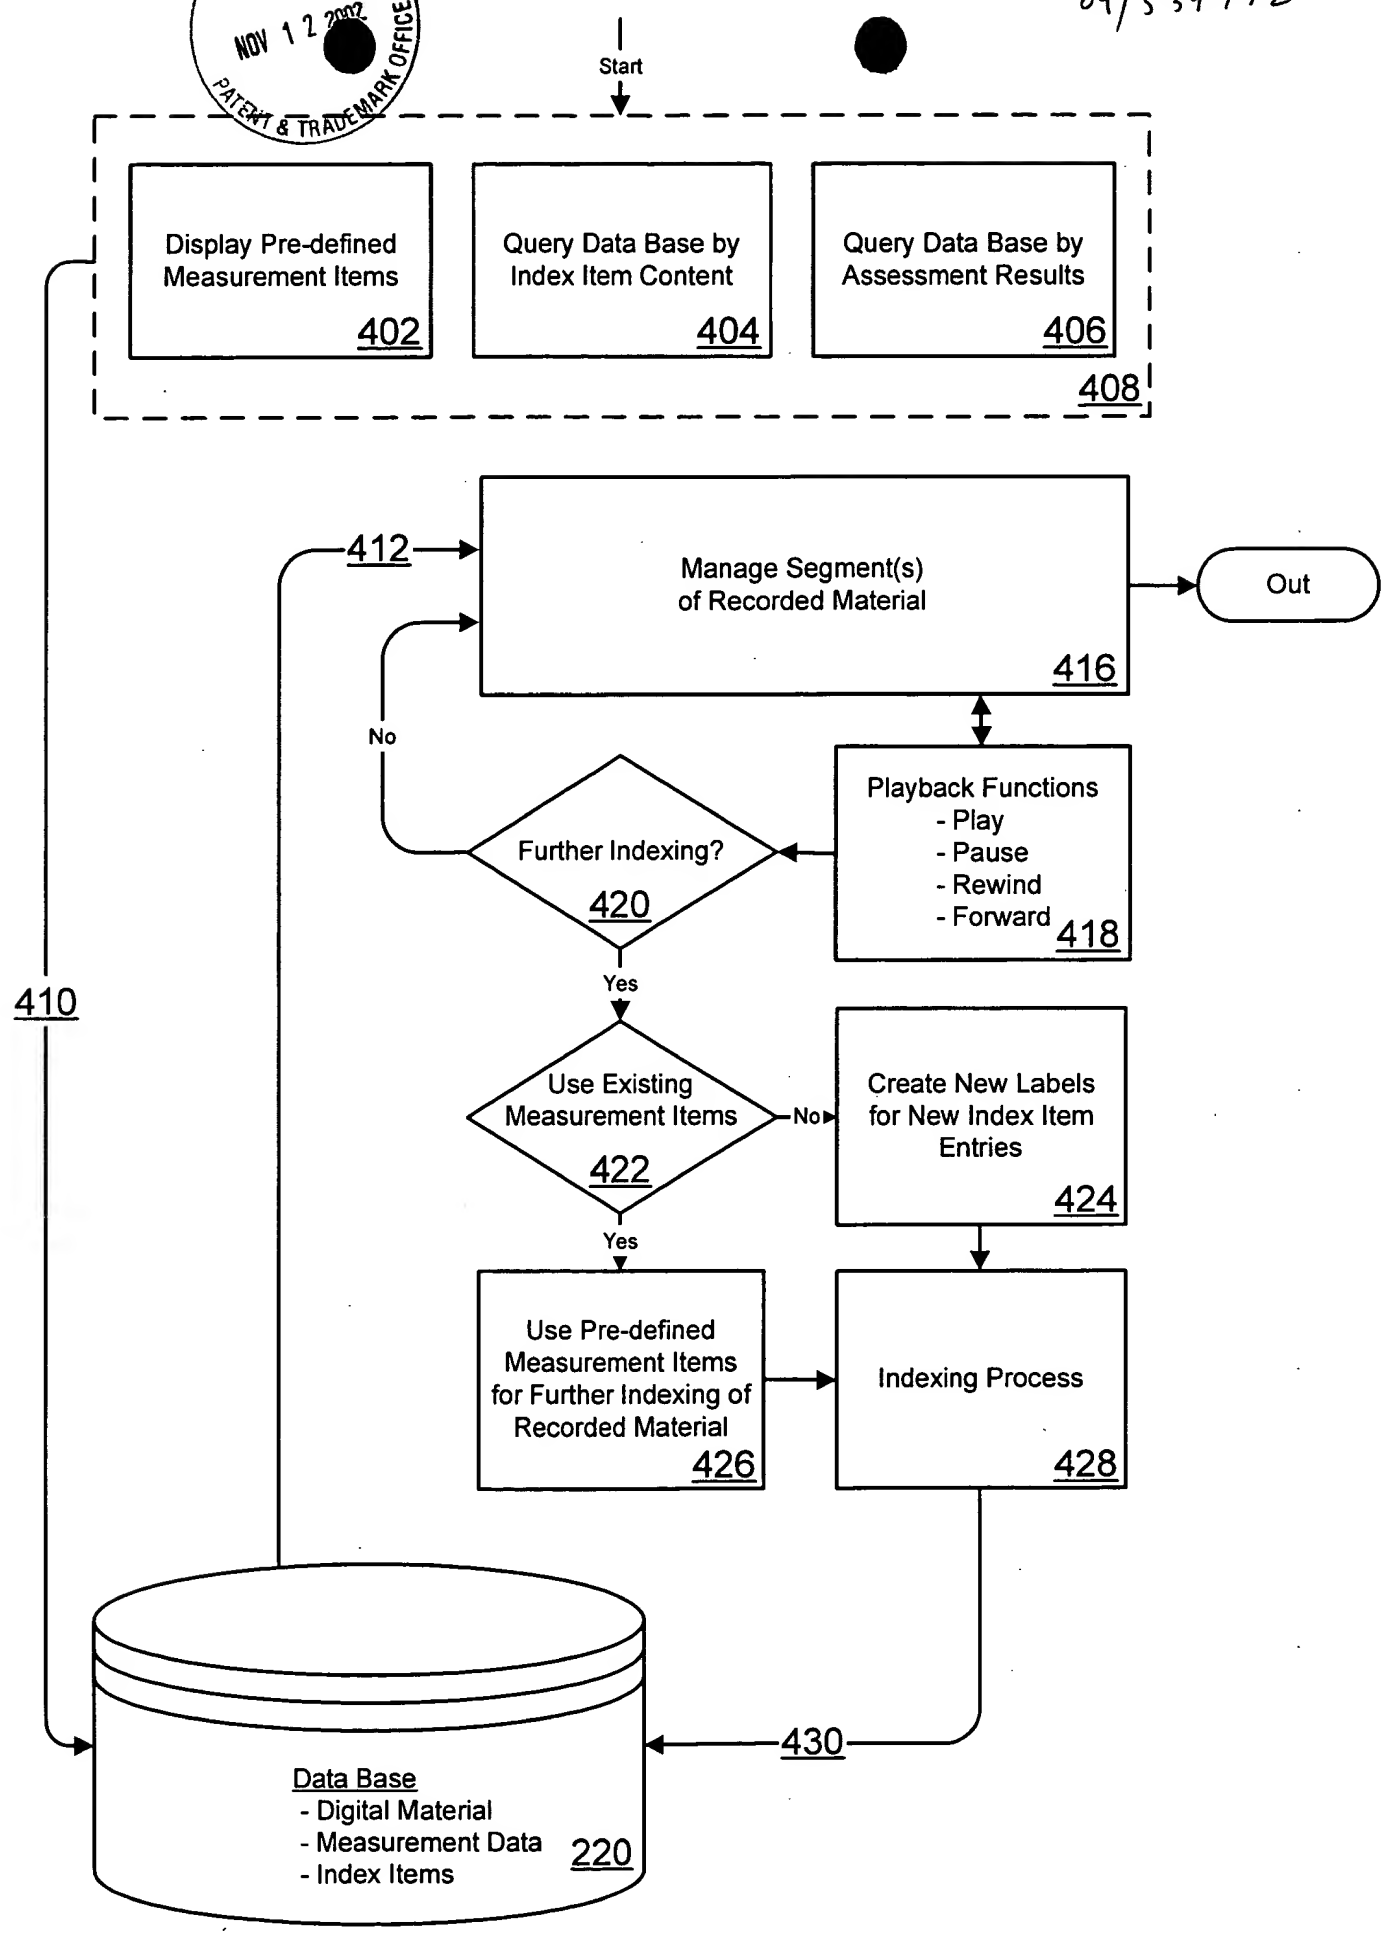 NOV 12 2002
PATENT & TRADEMARK OFFICE
Start
Display Pre-defined
Measurement Items
402
Query Data Base by
Index Item Content
404
Query Data Base by
Assessment Results
406
408
412
Manage Segment(s)
of Recorded Material
416
Out
No
Playback Functions
- Play
- Pause
- Rewind
- Forward
418
Further Indexing?
420
Yes
410
Use Existing
Measurement Items
422
No
Create New Labels
for New Index Item
Entries
424
Yes
Use Pre-defined
Measurement Items
for Further Indexing of
Recorded Material
426
Indexing Process
428
430
Data Base
- Digital Material
- Measurement Data
- Index Items
220